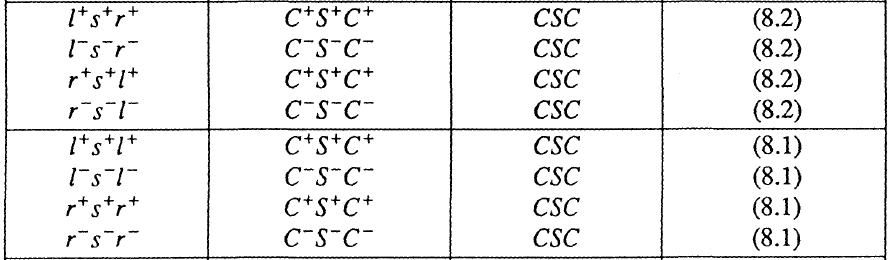 l⁺s⁺r⁺ C⁺S⁺C⁺ CSC (8.2)
l⁻s⁻r⁻ C⁻S⁻C⁻ CSC (8.2)
r⁺s⁺l⁺ C⁺S⁺C⁺ CSC (8.2)
r⁻s⁻l⁻ C⁻S⁻C⁻ CSC (8.2)
l⁺s⁺l⁺ C⁺S⁺C⁺ CSC (8.1)
l⁻s⁻l⁻ C⁻S⁻C⁻ CSC (8.1)
r⁺s⁺r⁺ C⁺S⁺C⁺ CSC (8.1)
r⁻s⁻r⁻ C⁻S⁻C⁻ CSC (8.1)